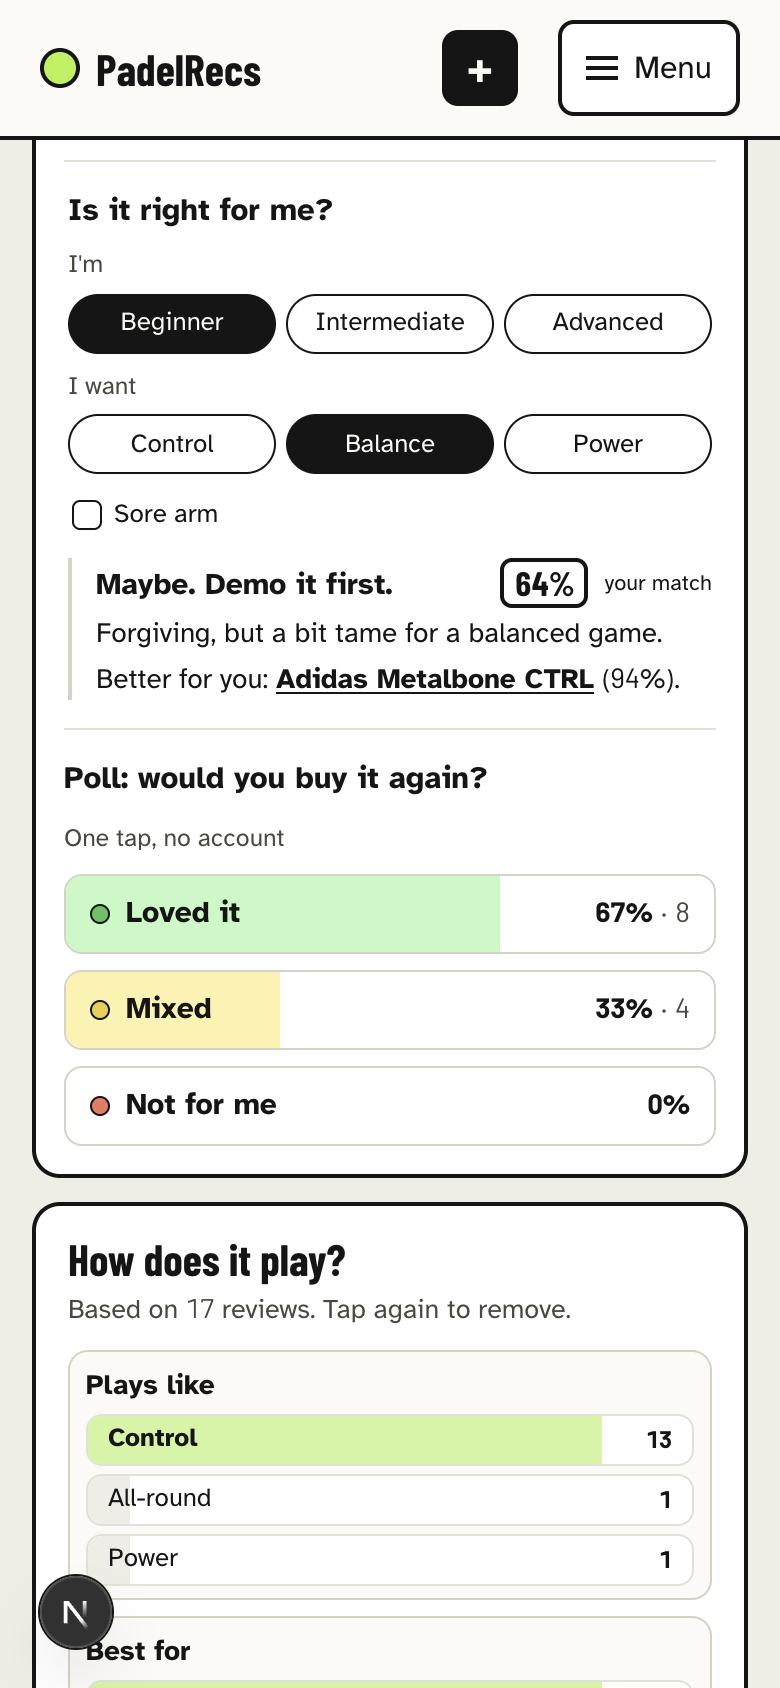 PadelRecs
+
Menu
Is it right for me?
I'm
Beginner
Intermediate
Advanced
I want
Control
Balance
Power
Sore arm
Maybe. Demo it first.
64%
your match
Forgiving, but a bit tame for a balanced game.
Better for you: Adidas Metalbone CTRL (94%).
Poll: would you buy it again?
One tap, no account
Loved it
67% · 8
Mixed
33% · 4
Not for me
0%
How does it play?
Based on 17 reviews. Tap again to remove.
Plays like
Control
13
All-round
1
Power
1
N
Best for